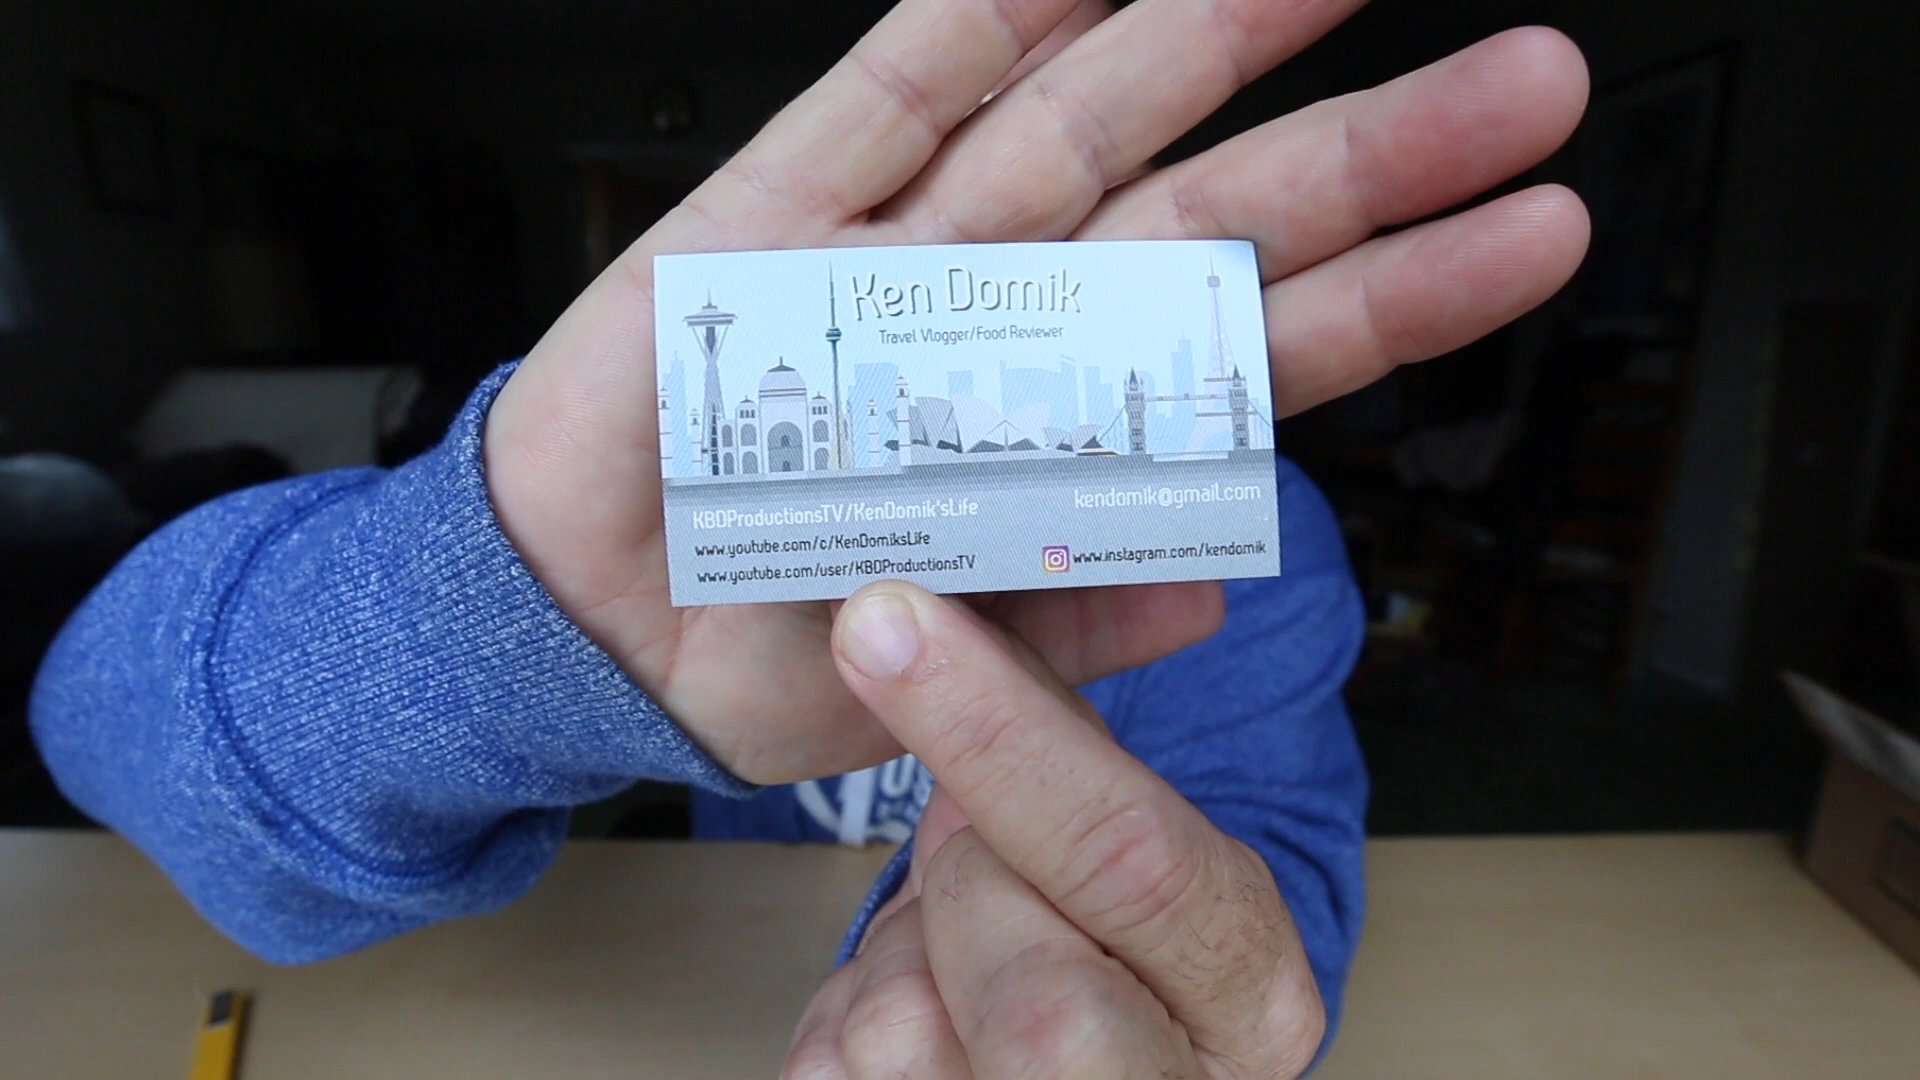 Ken Domik
Travel Vlogger/Food Reviewer
KBDProductionsTV/KenDomik'sLife
kendomik@gmail.com
www.youtube.com/c/KenDomiksLife
www.youtube.com/user/KBDProductionsTV
www.instagram.com/kendomik